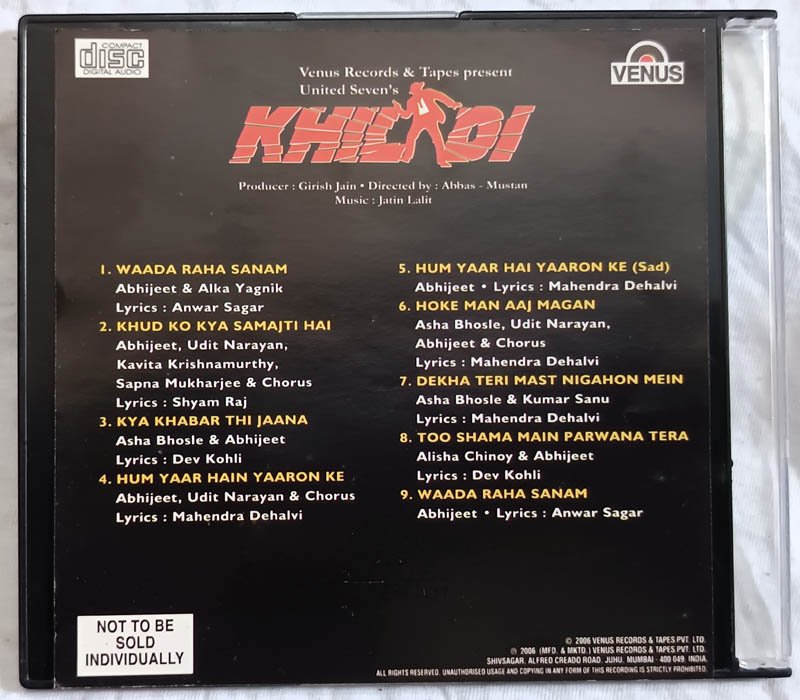 COMPACT
disc
DIGITAL AUDIO
VENUS
Venus Records & Tapes present
United Seven's
KHILADI
Producer : Girish Jain • Directed by : Abbas - Mustan
Music : Jatin Lalit
1. WAADA RAHA SANAM
Abhijeet & Alka Yagnik
Lyrics : Anwar Sagar
2. KHUD KO KYA SAMAJTI HAI
Abhijeet, Udit Narayan,
Kavita Krishnamurthy,
Sapna Mukharjee & Chorus
Lyrics : Shyam Raj
3. KYA KHABAR THI JAANA
Asha Bhosle & Abhijeet
Lyrics : Dev Kohli
4. HUM YAAR HAIN YAARON KE
Abhijeet, Udit Narayan & Chorus
Lyrics : Mahendra Dehalvi
5. HUM YAAR HAI YAARON KE (Sad)
Abhijeet • Lyrics : Mahendra Dehalvi
6. HOKE MAN AAJ MAGAN
Asha Bhosle, Udit Narayan,
Abhijeet & Chorus
Lyrics : Mahendra Dehalvi
7. DEKHA TERI MAST NIGAHON MEIN
Asha Bhosle & Kumar Sanu
Lyrics : Mahendra Dehalvi
8. TOO SHAMA MAIN PARWANA TERA
Alisha Chinoy & Abhijeet
Lyrics : Dev Kohli
9. WAADA RAHA SANAM
Abhijeet • Lyrics : Anwar Sagar
NOT TO BE
SOLD
INDIVIDUALLY
© 2006 VENUS RECORDS & TAPES PVT. LTD.
℗ 2006 (MFD. & MKTD.) VENUS RECORDS & TAPES PVT. LTD.
SHIVSAGAR, ALFRED CREADO ROAD, JUHU, MUMBAI - 400 049. INDIA.
ALL RIGHTS RESERVED. UNAUTHORISED USAGE AND COPYING IN ANY FORM OF THIS RECORDING IS STRICTLY PROHIBITED.